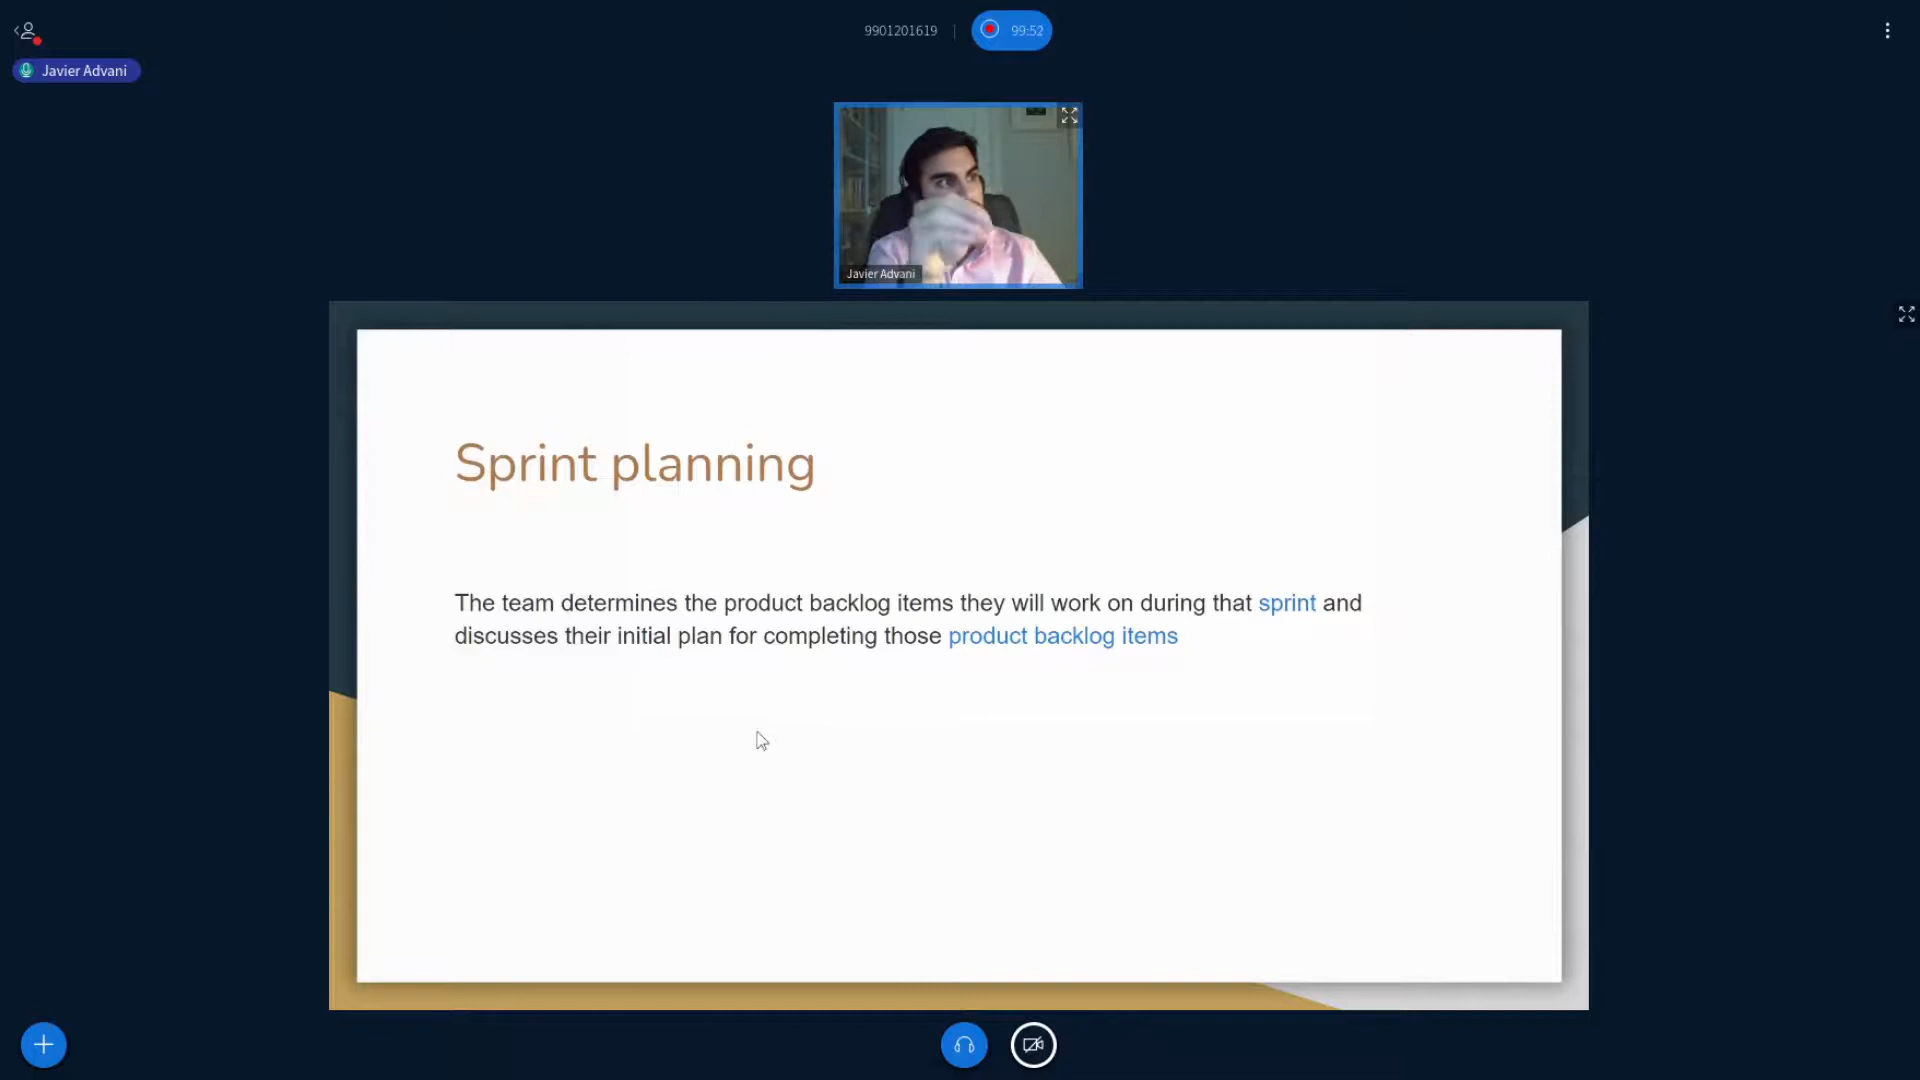 9901201619
99:52
Javier Advani
Javier Advani
Sprint planning
The team determines the product backlog items they will work on during that sprint and
discusses their initial plan for completing those product backlog items